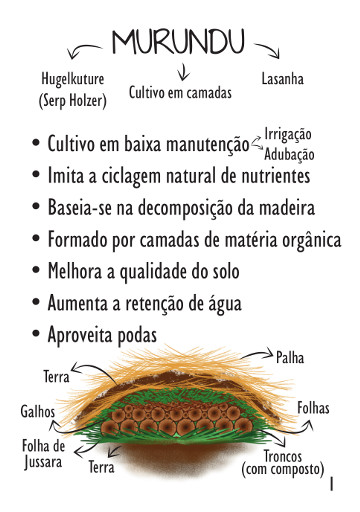 MURUNDU
Hugelkuture
(Serp Holzer)
Cultivo em camadas
Lasanha
• Cultivo em baixa manutenção
Irrigação
Adubação
• Imita a ciclagem natural de nutrientes
• Baseia-se na decomposição da madeira
• Formado por camadas de matéria orgânica
• Melhora a qualidade do solo
• Aumenta a retenção de água
• Aproveita podas
Palha
Terra
Galhos
Folhas
Folha de
Jussara
Terra
Troncos
(com composto)
1